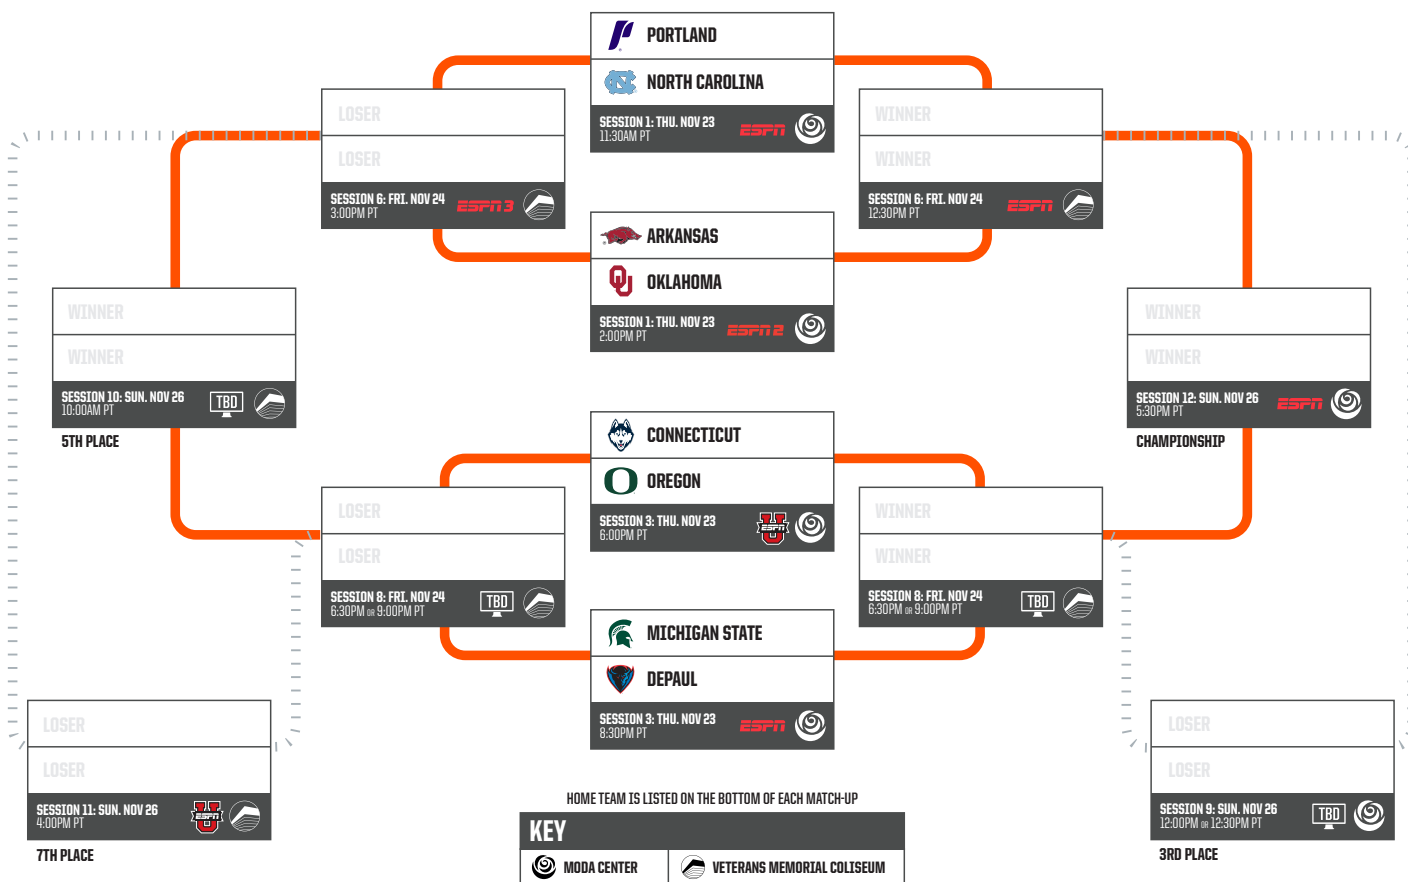 PORTLAND
NORTH CAROLINA
SESSION 1: THU. NOV 23
11:30AM PT
ESPN
LOSER
LOSER
SESSION 6: FRI. NOV 24
3:00PM PT
ESPN 3
WINNER
WINNER
SESSION 6: FRI. NOV 24
12:30PM PT
ESPN
ARKANSAS
OU
OKLAHOMA
SESSION 1: THU. NOV 23
2:00PM PT
ESPN 2
WINNER
WINNER
SESSION 10: SUN. NOV 26
10:00AM PT
TBD
5TH PLACE
WINNER
WINNER
SESSION 12: SUN. NOV 26
5:30PM PT
ESPN
CHAMPIONSHIP
CONNECTICUT
O
OREGON
SESSION 3: THU. NOV 23
6:00PM PT
ESPN U
LOSER
LOSER
SESSION 8: FRI. NOV 24
6:30PM OR 9:00PM PT
TBD
WINNER
WINNER
SESSION 8: FRI. NOV 24
6:30PM OR 9:00PM PT
TBD
MICHIGAN STATE
DEPAUL
SESSION 3: THU. NOV 23
8:30PM PT
ESPN
LOSER
LOSER
SESSION 11: SUN. NOV 26
4:00PM PT
ESPN U
7TH PLACE
LOSER
LOSER
SESSION 9: SUN. NOV 26
12:00PM OR 12:30PM PT
TBD
3RD PLACE
HOME TEAM IS LISTED ON THE BOTTOM OF EACH MATCH-UP
KEY
MODA CENTER
VETERANS MEMORIAL COLISEUM